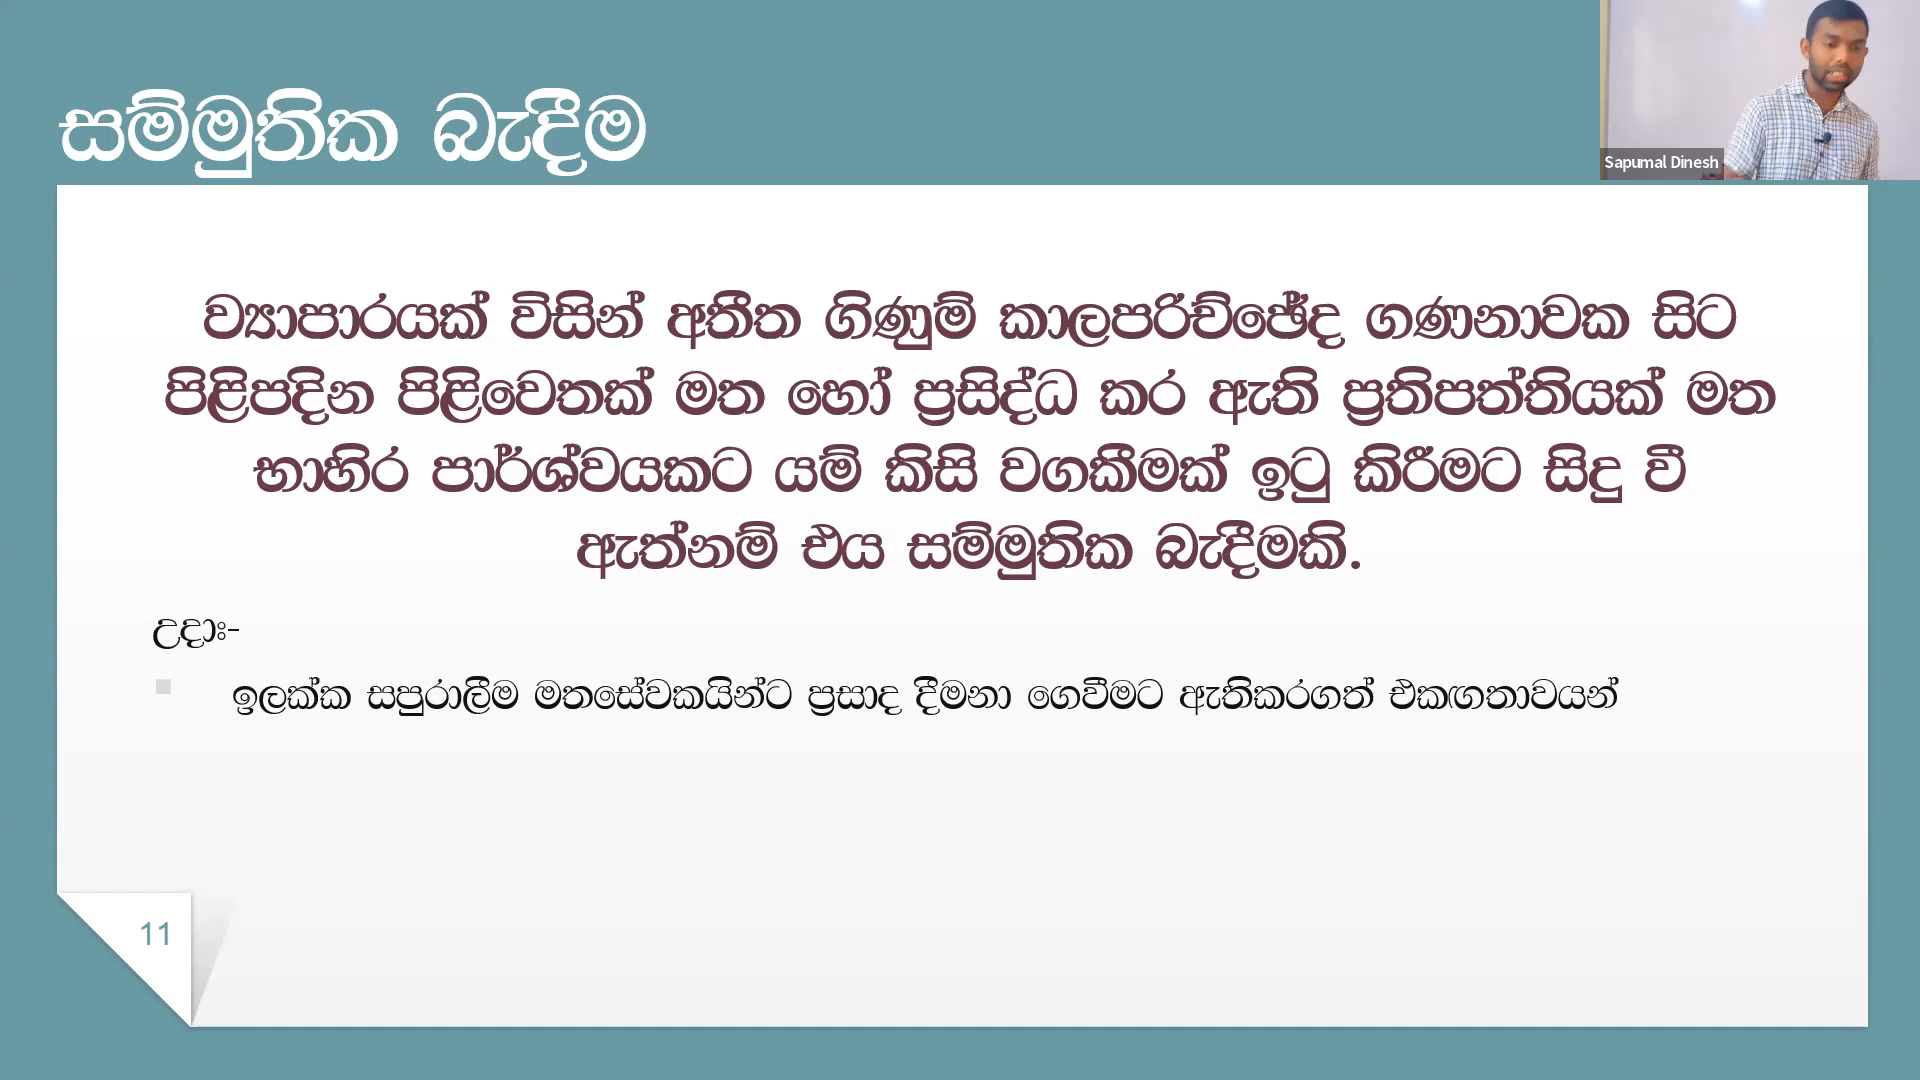 සම්මුතික බැදීම
Sapumal Dinesh
ව්‍යාපාරයක් විසින් අතීත ගිණුම් කාලපරිච්ඡේද ගණනාවක සිට
පිළිපදින පිළිවෙතක් මත හෝ ප්‍රසිද්ධ කර ඇති ප්‍රතිපත්තියක් මත
භාහිර පාර්ශ්වයකට යම් කිසි වගකීමක් ඉටු කිරීමට සිදු වී
ඇත්නම් එය සම්මුතික බැදීමකි.
උදාඃ-
ඉලක්ක සපුරාලීම මතසේවකයින්ට ප්‍රසාද දීමනා ගෙවීමට ඇතිකරගත් එකඟතාවයන්
11